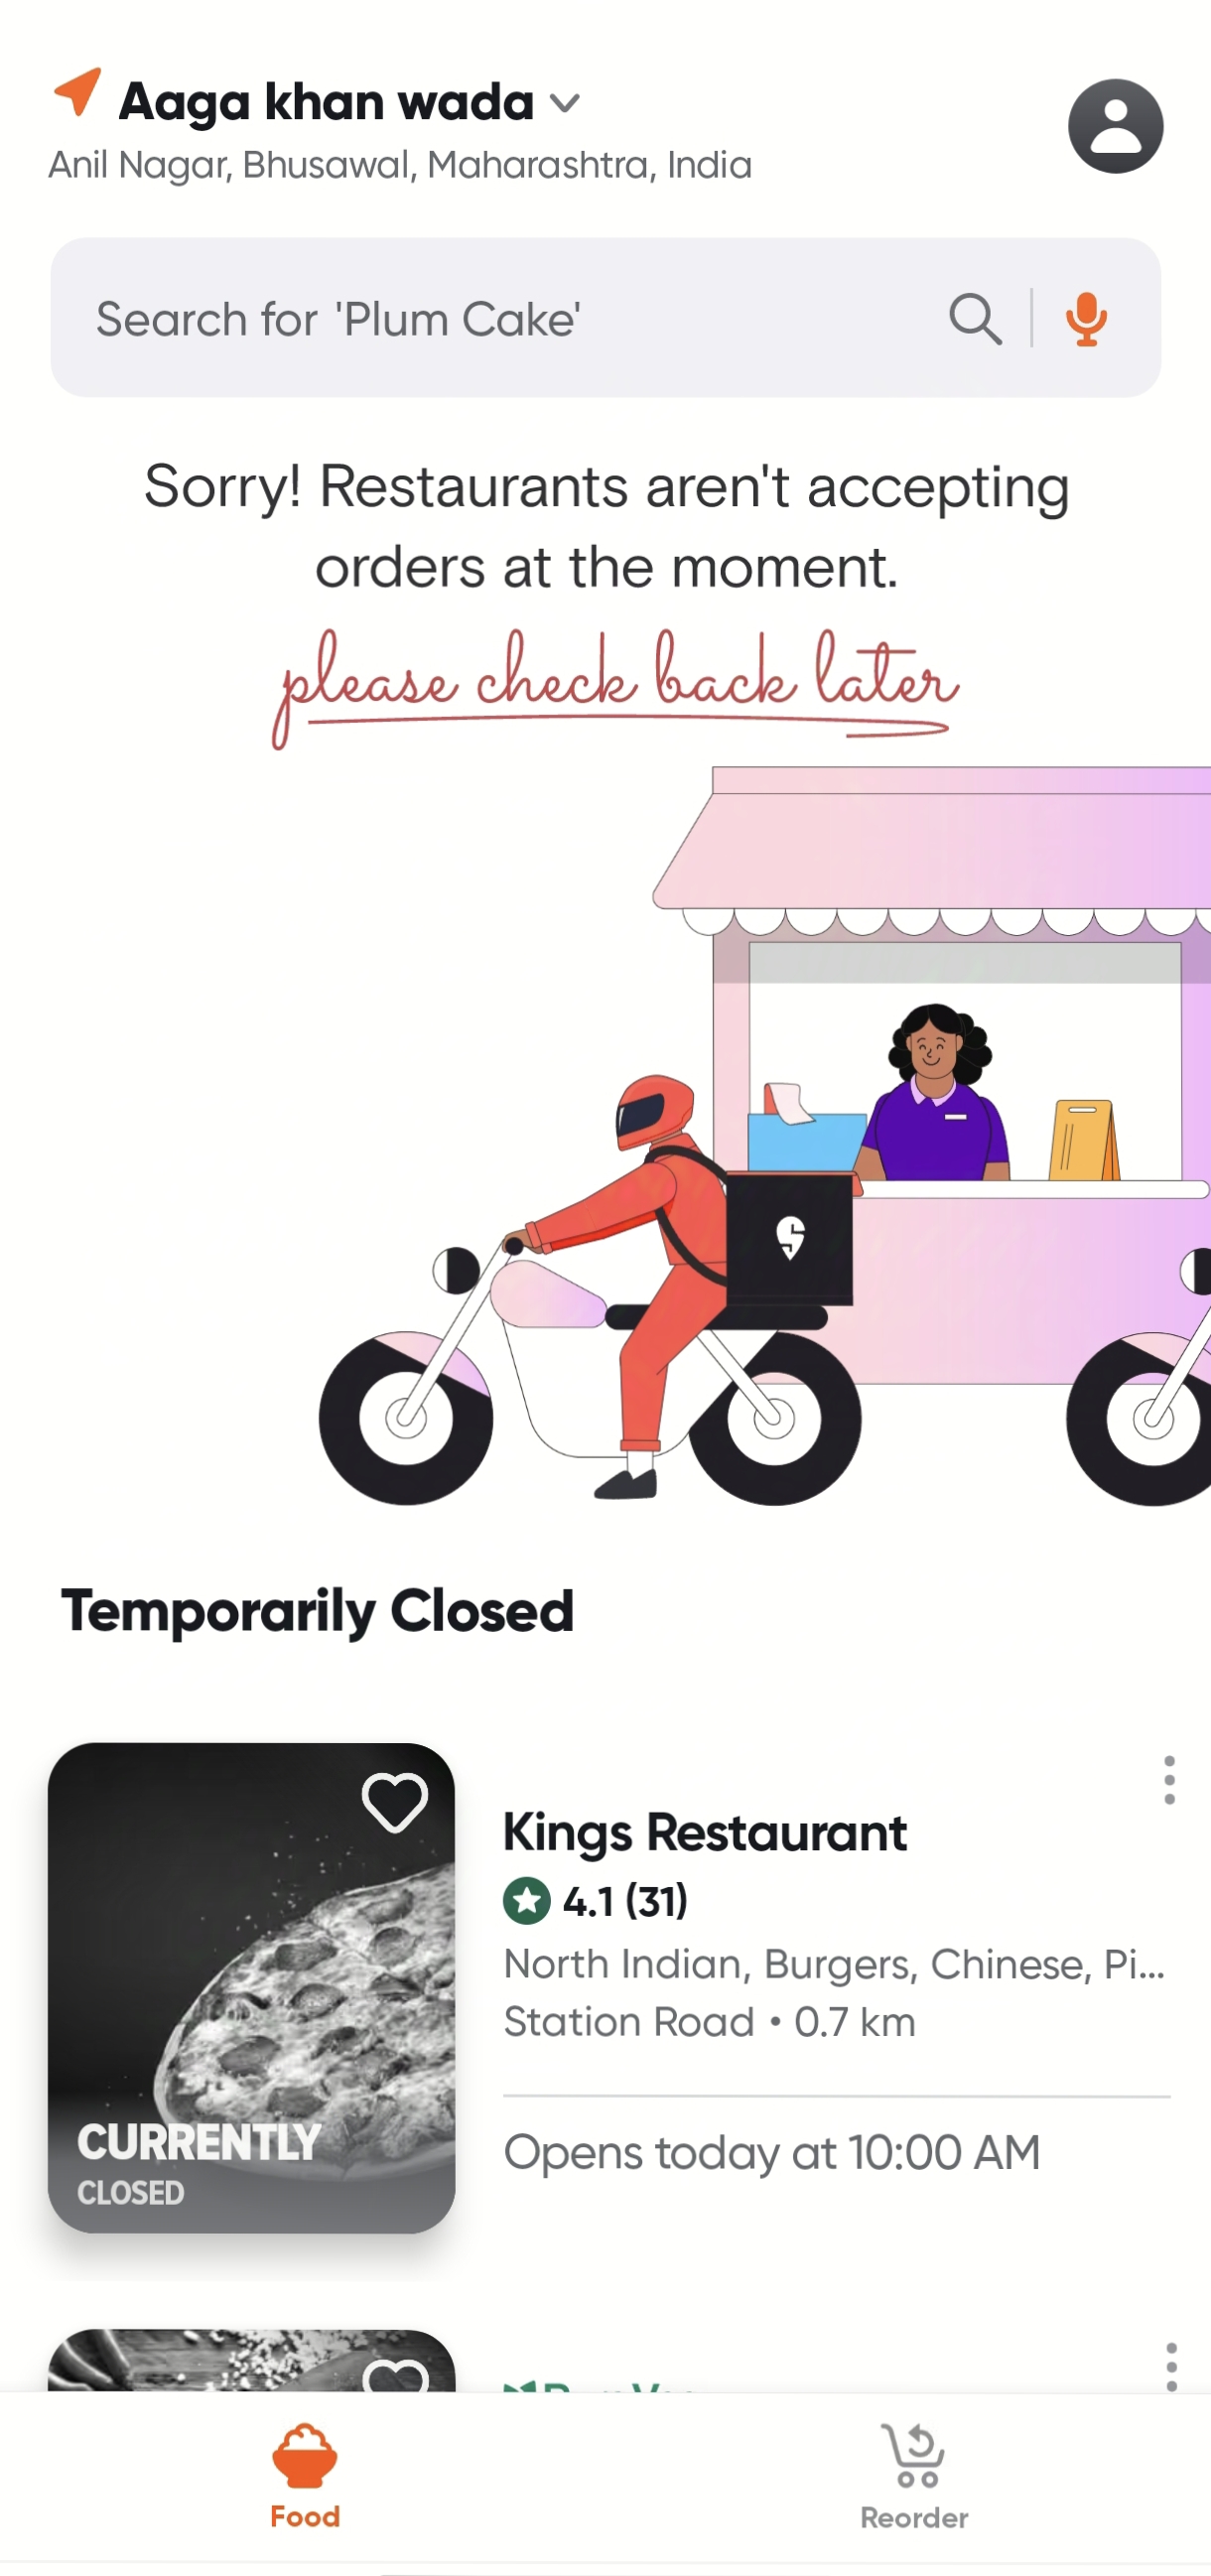 Aaga khan wada
Anil Nagar, Bhusawal, Maharashtra, India
Search for 'Plum Cake'
Sorry! Restaurants aren't accepting
orders at the moment.
please check back later
Temporarily Closed
Kings Restaurant
4.1 (31)
North Indian, Burgers, Chinese, Pi...
Station Road • 0.7 km
CURRENTLY
CLOSED
Opens today at 10:00 AM
Food
Reorder